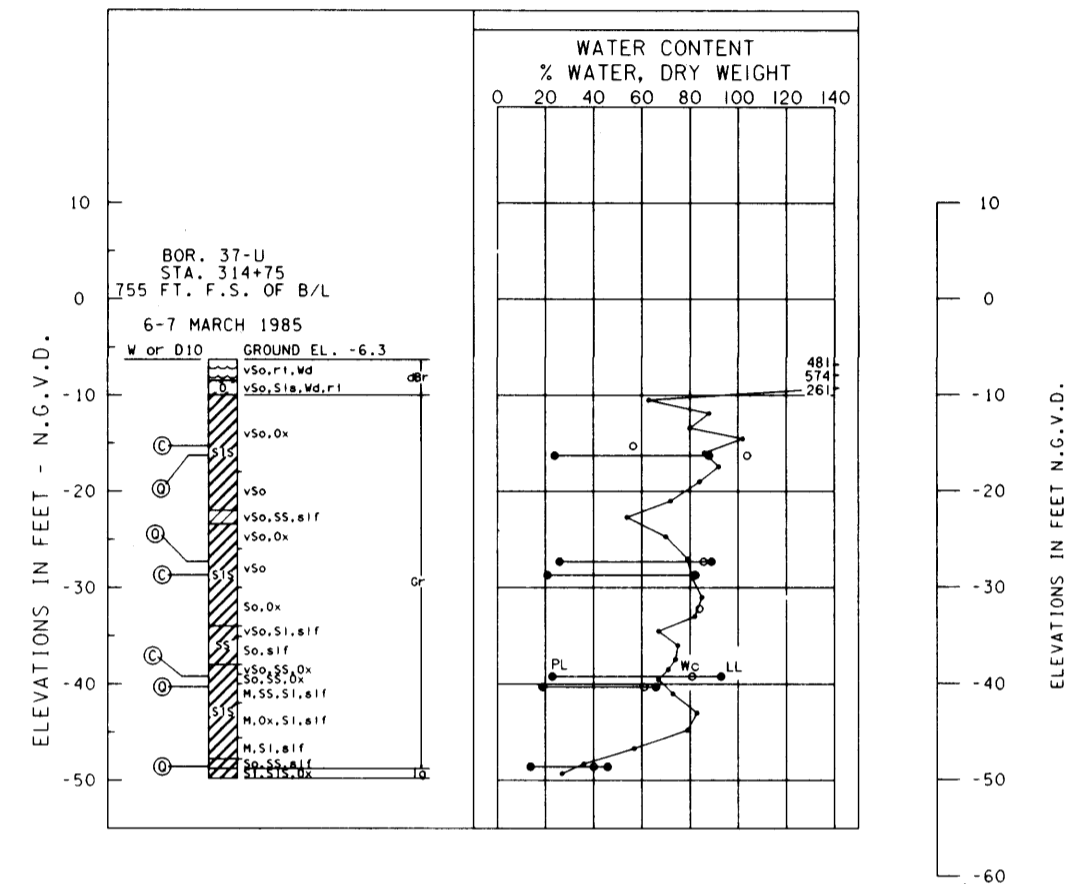 WATER CONTENT
% WATER, DRY WEIGHT
0 20 40 60 80 100 120 140
10
0
-10
-20
-30
-40
-50
ELEVATIONS IN FEET - N.G.V.D.
BOR. 37-U
STA. 314+75
755 FT. F.S. OF B/L
6-7 MARCH 1985
W or D10
GROUND EL. -6.3
vSo,rt,Wd
dBr
O
vSo,SIS,Wd,rt
vSo,Ox
C
SIS
Q
vSo
vSo,SS,slf
Q
vSo,Ox
vSo
C
SIS
Gr
So,Ox
vSo,SI,slf
SS
So,slf
C
vSo,SS,Ox
So,SS,Ox
Q
M,SS,SI,slf
SIS
M,Ox,SI,slf
M,SI,slf
Q
So,SS,slf
ST,SIS,Ox
481
574
261
PL
Wc
LL
10
0
-10
-20
-30
-40
-50
-60
ELEVATIONS IN FEET N.G.V.D.